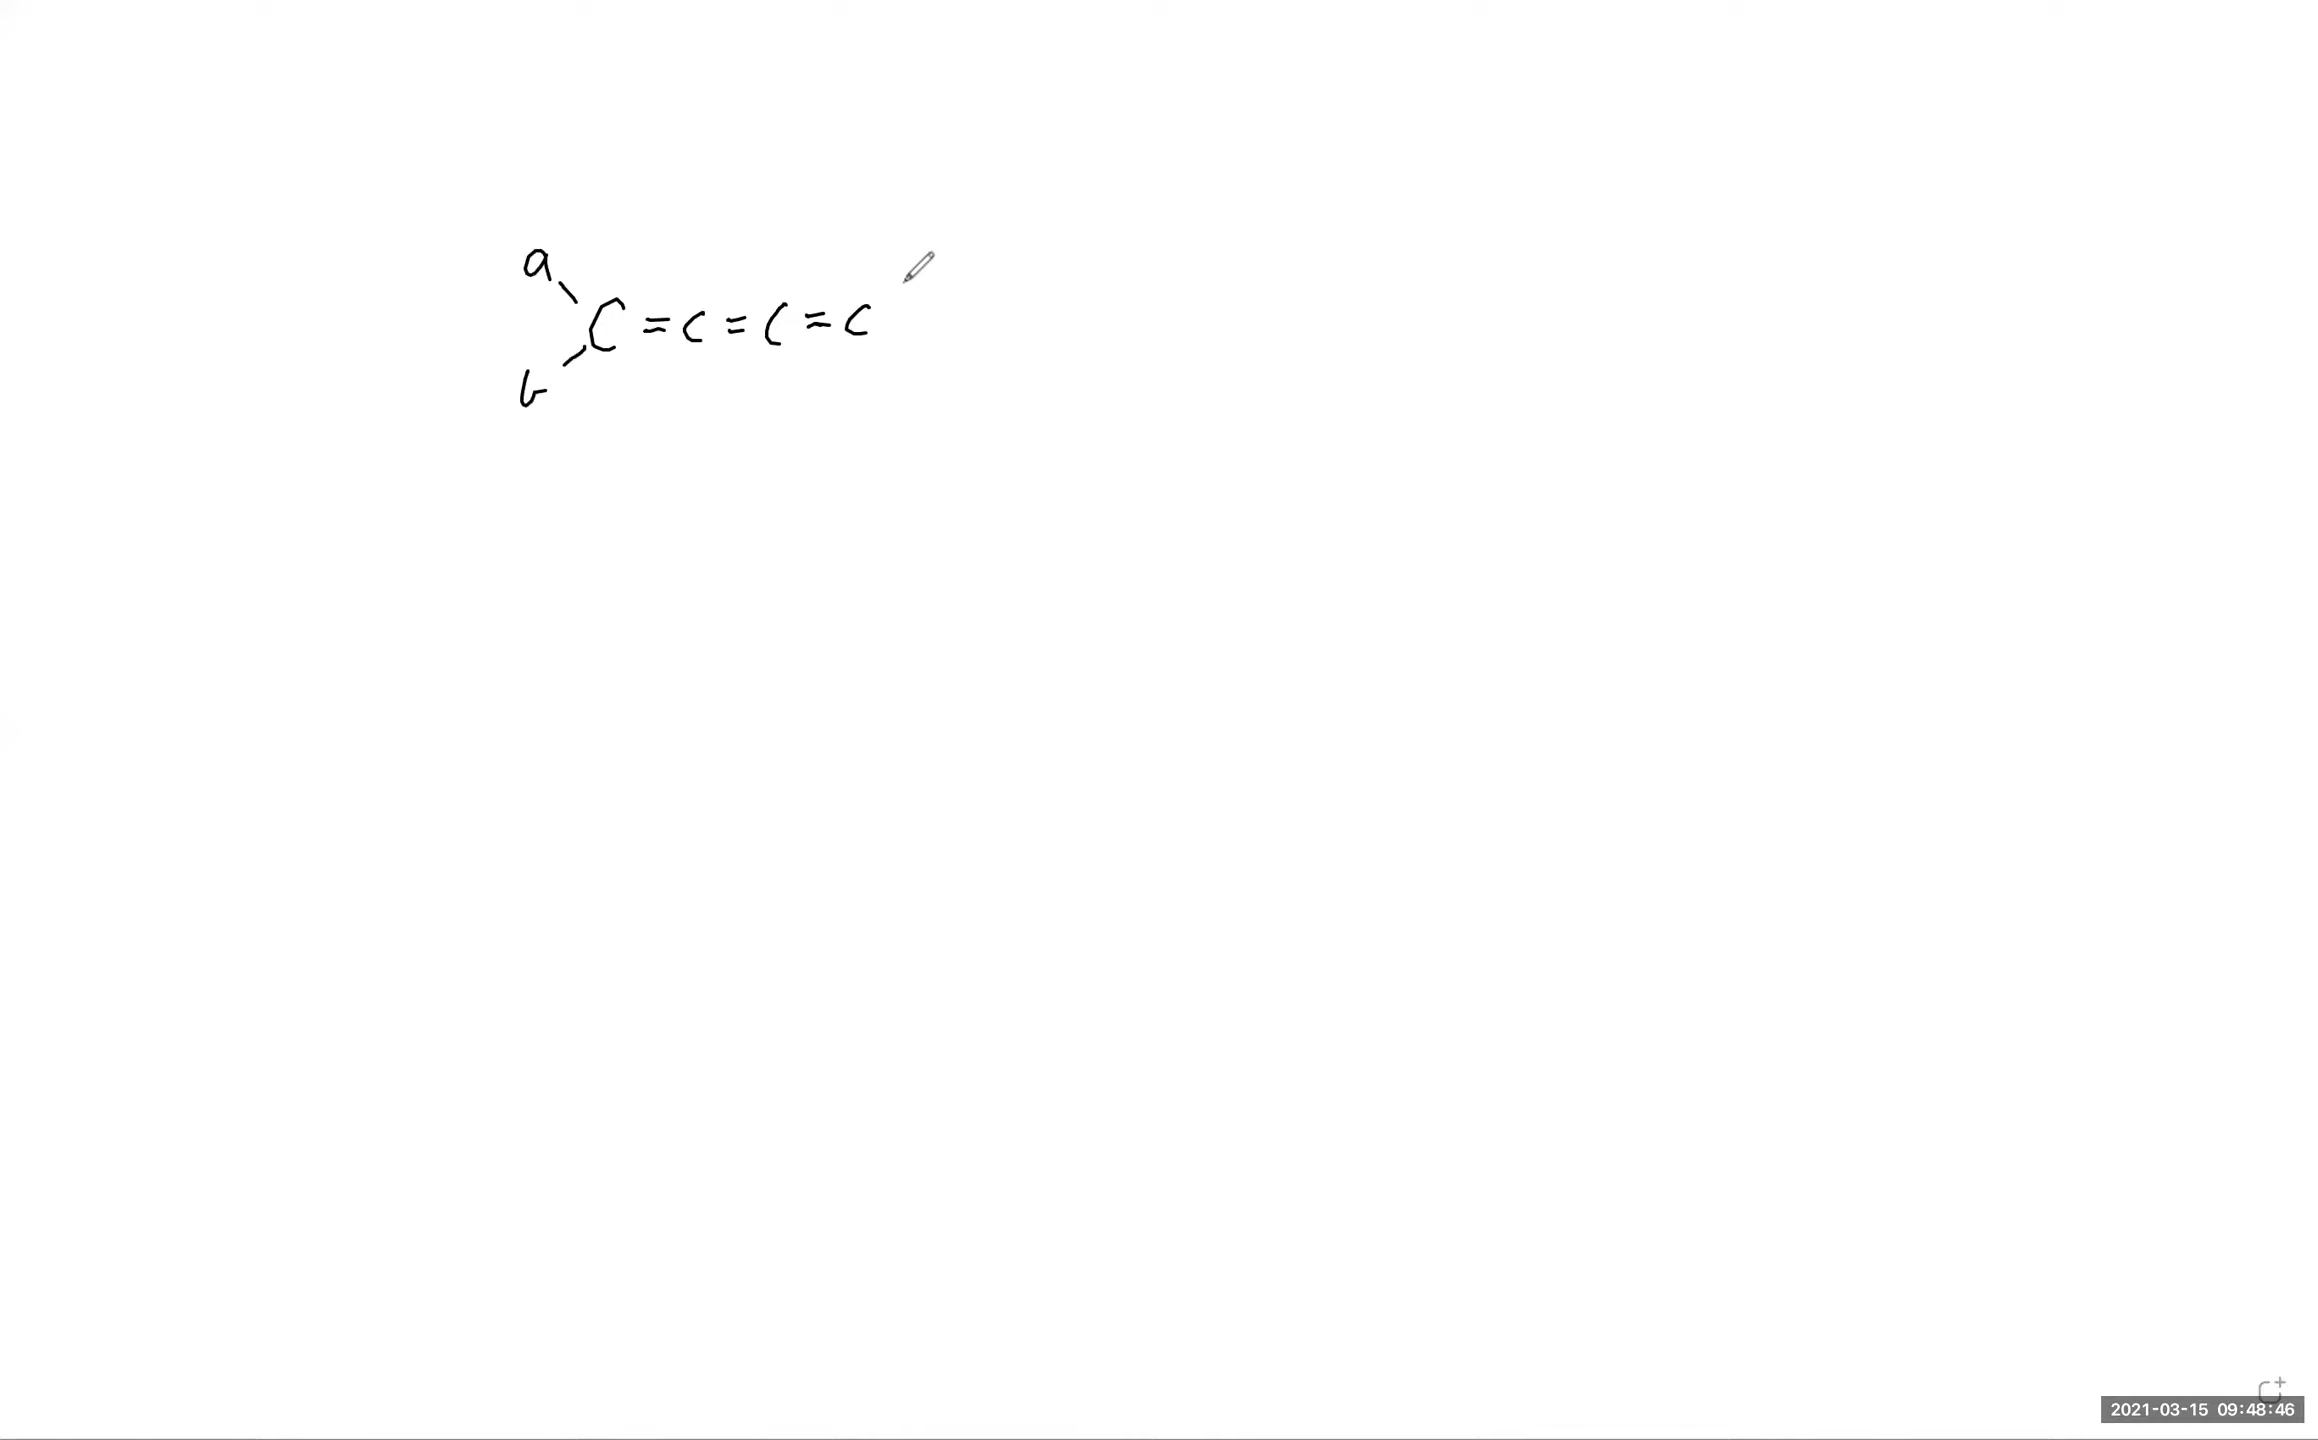 a
C = C = C = C
b
2021-03-15 09:48:46